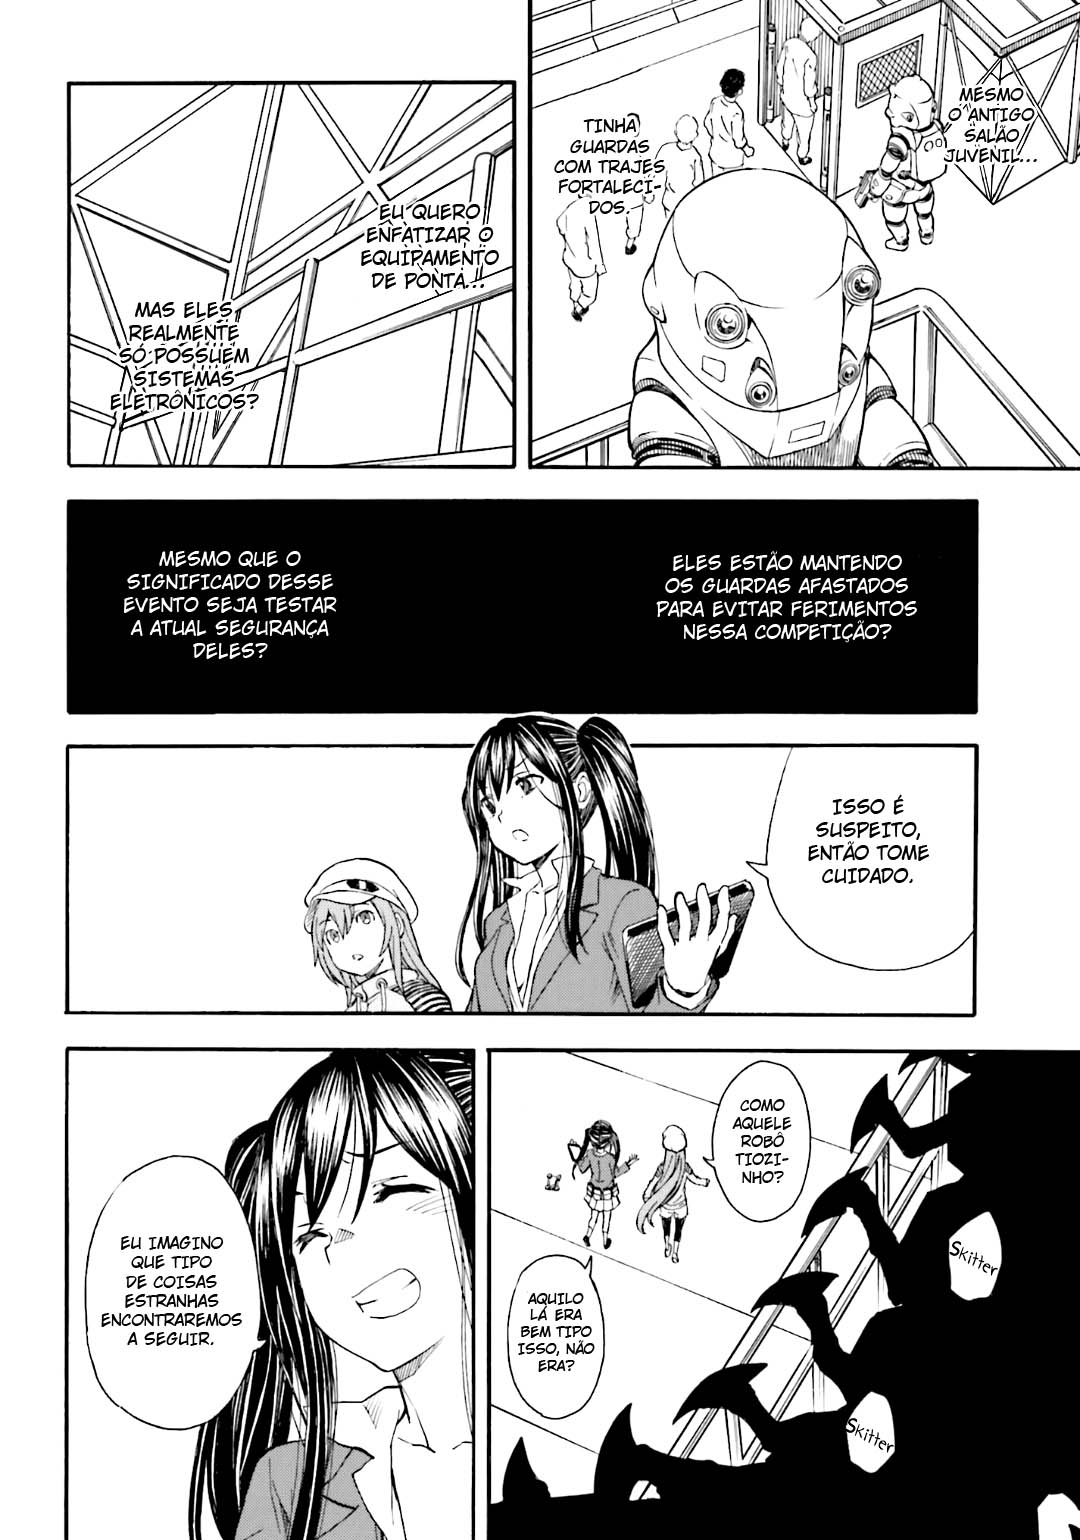 MESMO
O ANTIGO
SALÃO
JUVENIL...
TINHA
GUARDAS
COM TRAJES
FORTALECI-
DOS.
EU QUERO
ENFATIZAR O
EQUIPAMENTO
DE PONTA...
MAS ELES
REALMENTE
SÓ POSSUEM
SISTEMAS
ELETRÔNICOS?
ELES ESTÃO MANTENDO
OS GUARDAS AFASTADOS
PARA EVITAR FERIMENTOS
NESSA COMPETIÇÃO?
MESMO QUE O
SIGNIFICADO DESSE
EVENTO SEJA TESTAR
A ATUAL SEGURANÇA
DELES?
ISSO É
SUSPEITO,
ENTÃO TOME
CUIDADO.
COMO
AQUELE
ROBÔ
TIOZI-
NHO?
AQUILO
LÁ ERA
BEM TIPO
ISSO, NÃO
ERA?
Skitter
Skitter
EU IMAGINO
QUE TIPO
DE COISAS
ESTRANHAS
ENCONTRAREMOS
A SEGUIR.